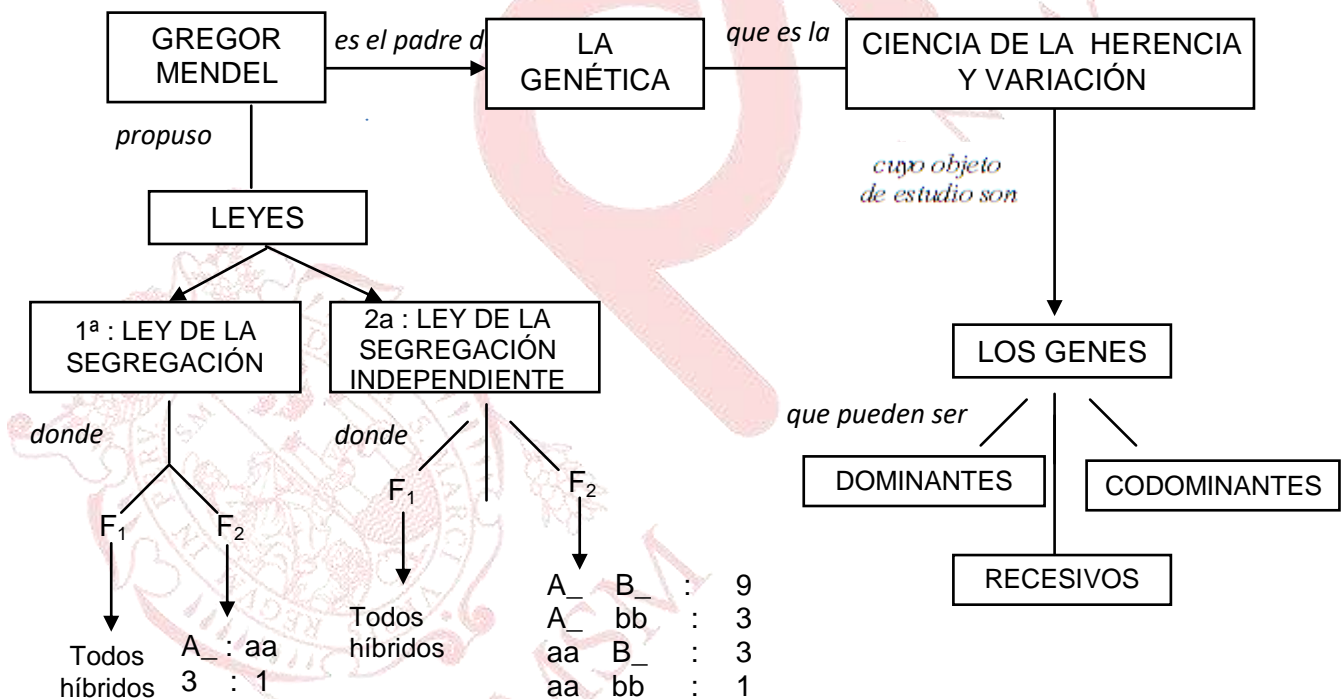 GREGOR
MENDEL
es el padre d
LA
GENÉTICA
que es la
CIENCIA DE LA HERENCIA
Y VARIACIÓN
propuso
cuyo objeto
de estudio son
LEYES
1ª : LEY DE LA
SEGREGACIÓN
2a : LEY DE LA
SEGREGACIÓN
INDEPENDIENTE
LOS GENES
donde
donde
que pueden ser
F₁
F₂
F₁
F₂
DOMINANTES
CODOMINANTES
RECESIVOS
Todos
híbridos
A_ : aa
3 : 1
Todos
híbridos
A_ B_ : 9
A_ bb : 3
aa B_ : 3
aa bb : 1